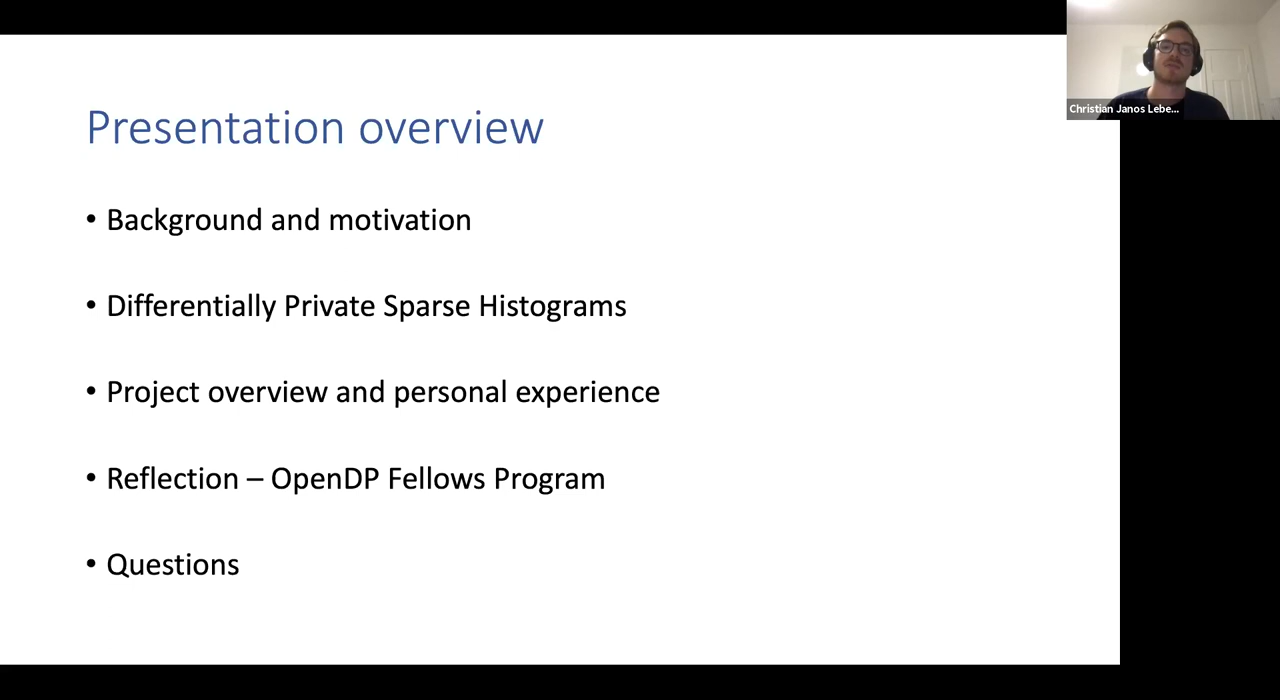 Presentation overview
• Background and motivation
• Differentially Private Sparse Histograms
• Project overview and personal experience
• Reflection – OpenDP Fellows Program
• Questions
Christian Janos Lebe...